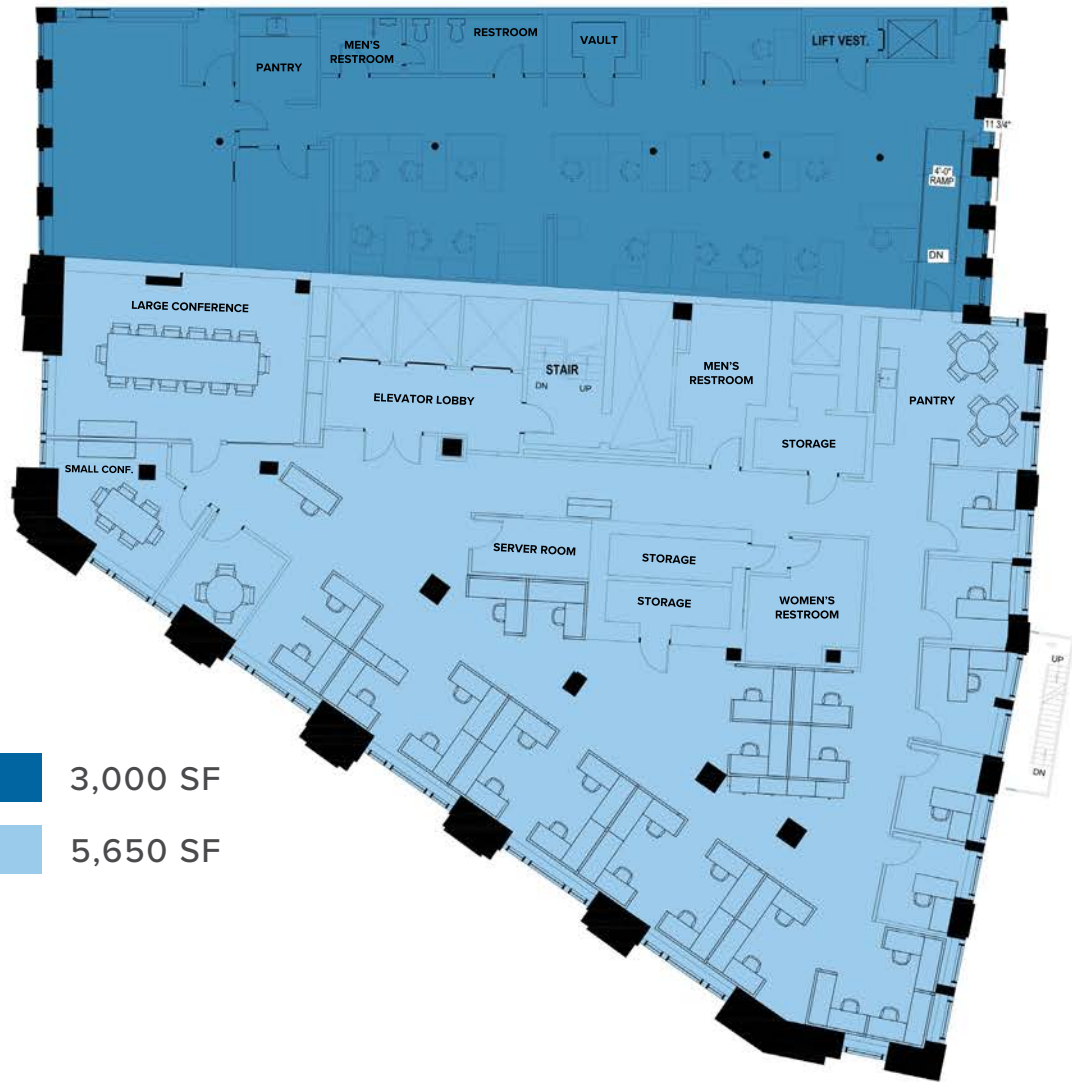 RESTROOM
MEN'S
RESTROOM
VAULT
LIFT VEST.
PANTRY
11 3/4"
4'-0"
RAMP
DN
LARGE CONFERENCE
STAIR
DN
UP
MEN'S
RESTROOM
ELEVATOR LOBBY
PANTRY
STORAGE
SMALL CONF.
SERVER ROOM
STORAGE
STORAGE
WOMEN'S
RESTROOM
UP
DN
3,000 SF
5,650 SF